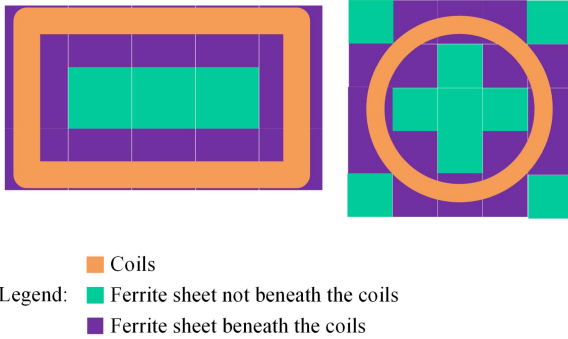 Coils
Legend: Ferrite sheet not beneath the coils
Ferrite sheet beneath the coils